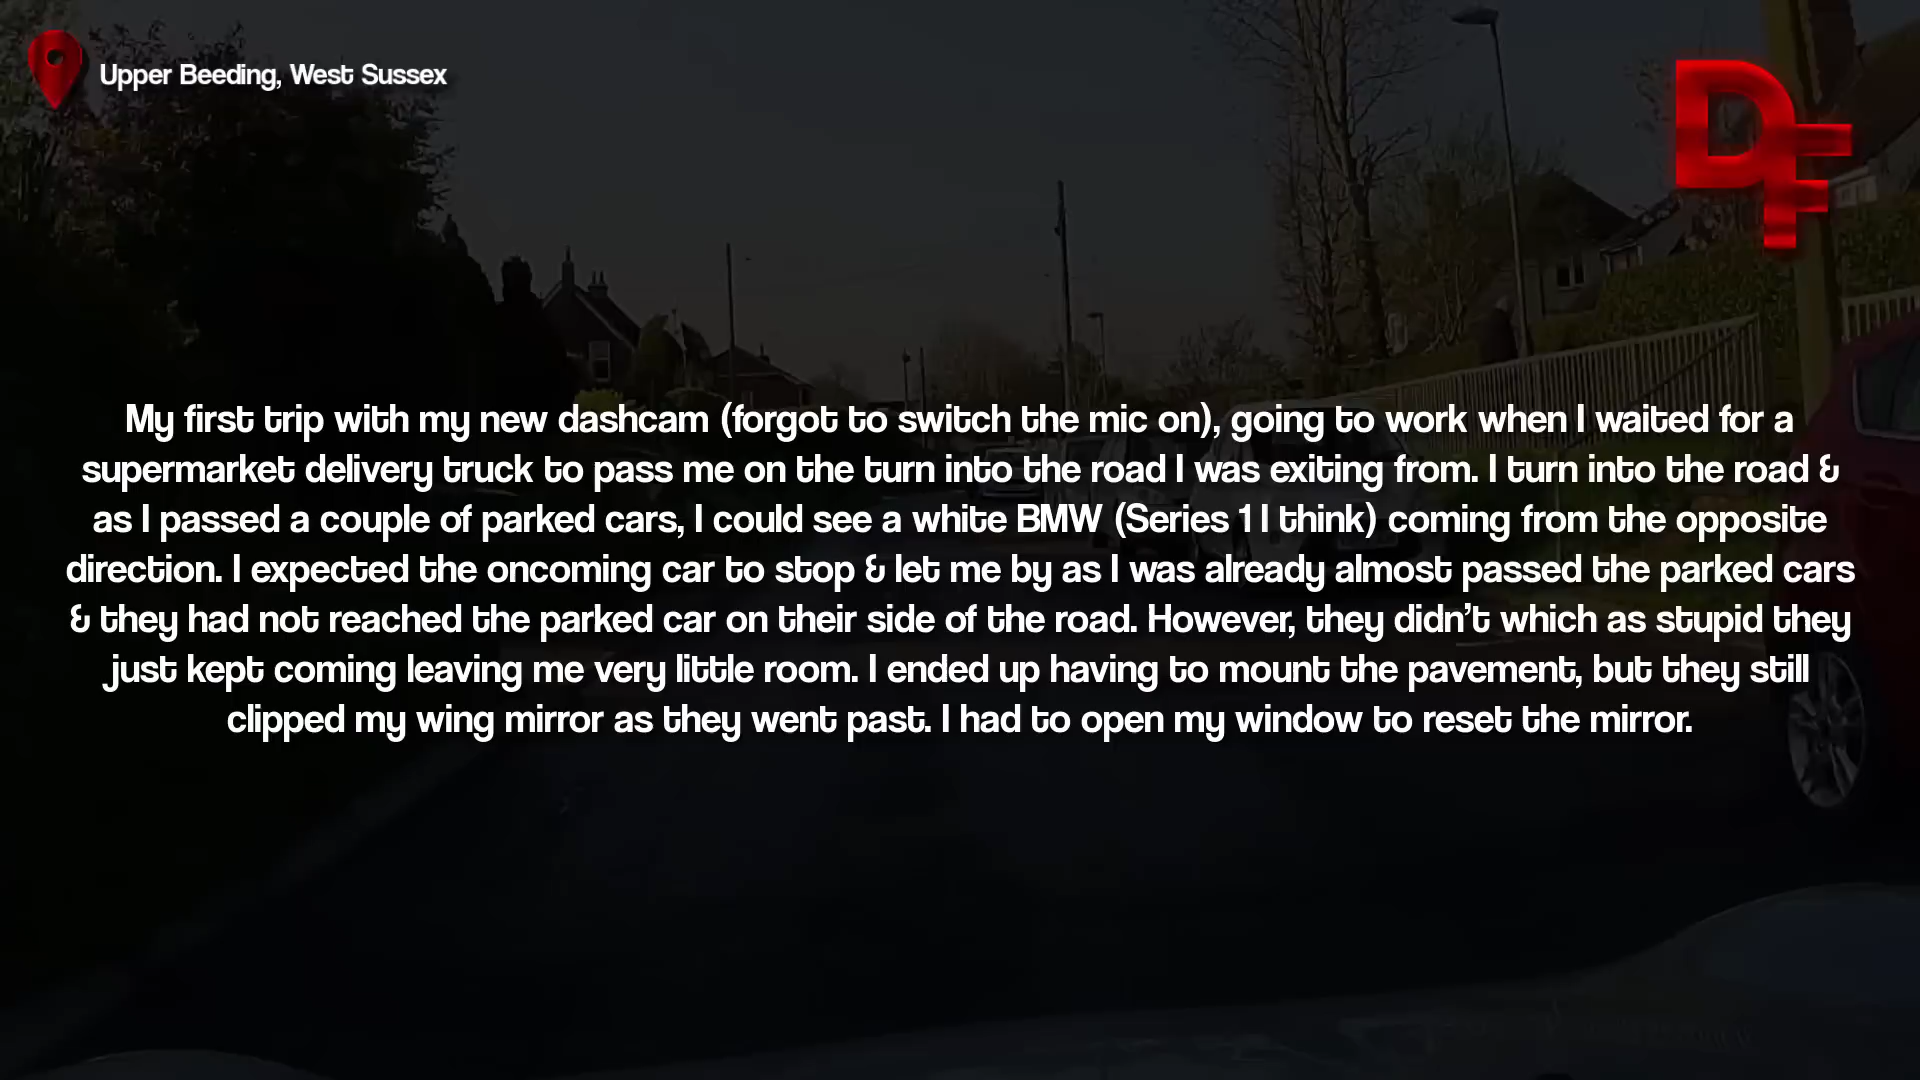 Upper Beeding, West Sussex
DF
My first trip with my new dashcam (forgot to switch the mic on), going to work when I waited for a
supermarket delivery truck to pass me on the turn into the road I was exiting from. I turn into the road &
as I passed a couple of parked cars, I could see a white BMW (Series 1 I think) coming from the opposite
direction. I expected the oncoming car to stop & let me by as I was already almost passed the parked cars
& they had not reached the parked car on their side of the road. However, they didn't which as stupid they
just kept coming leaving me very little room. I ended up having to mount the pavement, but they still
clipped my wing mirror as they went past. I had to open my window to reset the mirror.